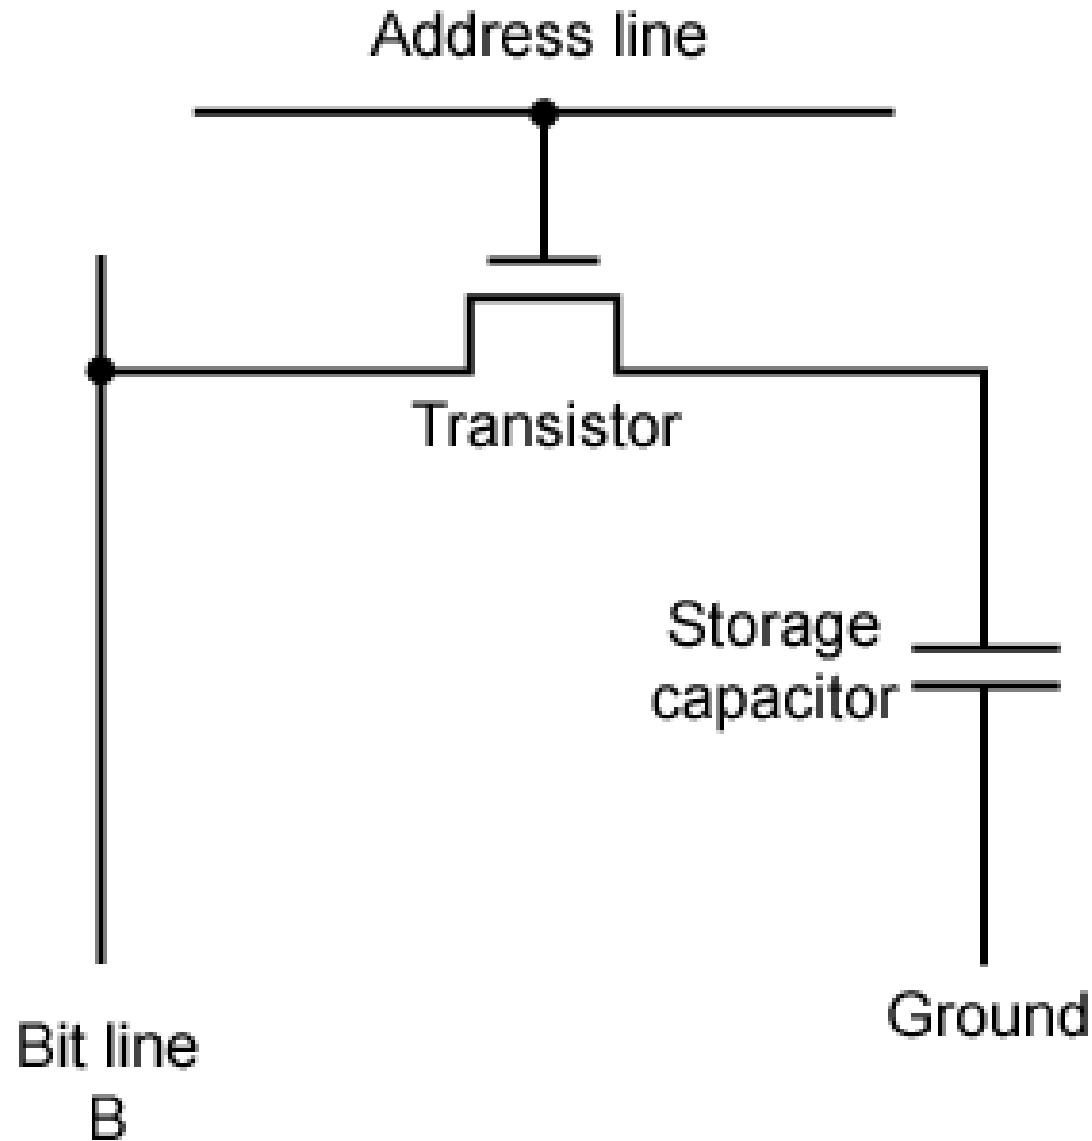 Address line
Transistor
Storage
capacitor
Ground
Bit line
B